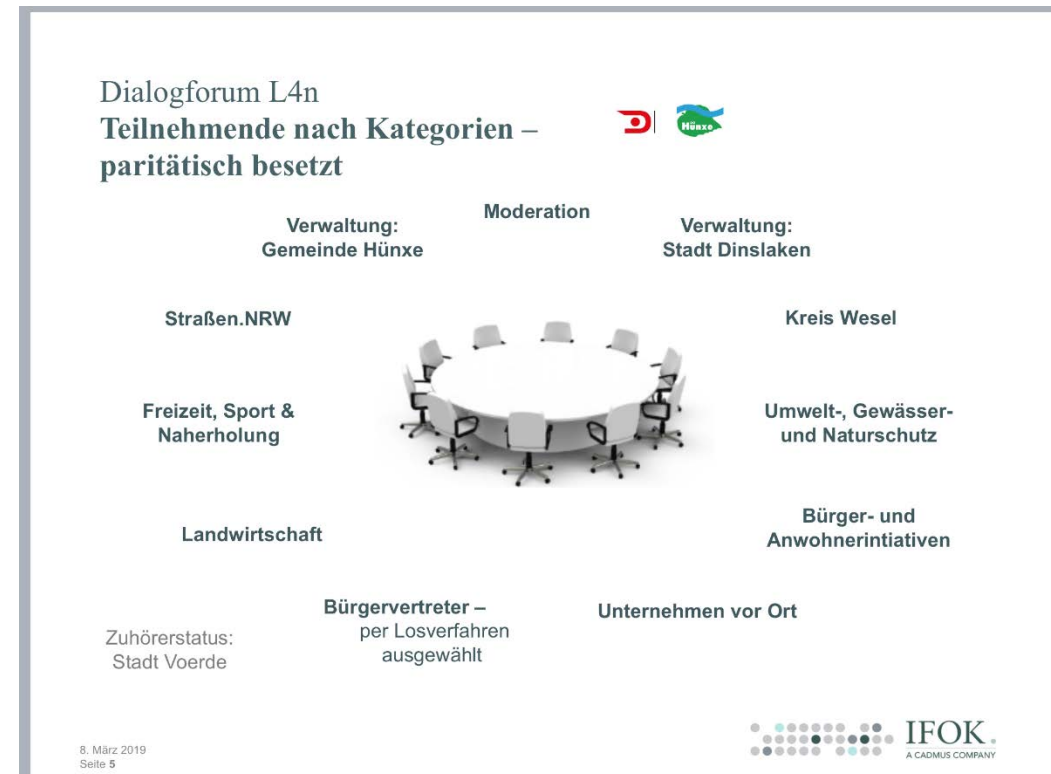 Dialogforum L4n
Teilnehmende nach Kategorien –
paritätisch besetzt
Hünxe
Moderation
Verwaltung:
Gemeinde Hünxe
Verwaltung:
Stadt Dinslaken
Straßen.NRW
Kreis Wesel
Freizeit, Sport &
Naherholung
Umwelt-, Gewässer-
und Naturschutz
Landwirtschaft
Bürger- und
Anwohnerintiativen
Bürgervertreter –
per Losverfahren
ausgewählt
Unternehmen vor Ort
Zuhörerstatus:
Stadt Voerde
8. März 2019
Seite 5
IFOK.
A CADMUS COMPANY